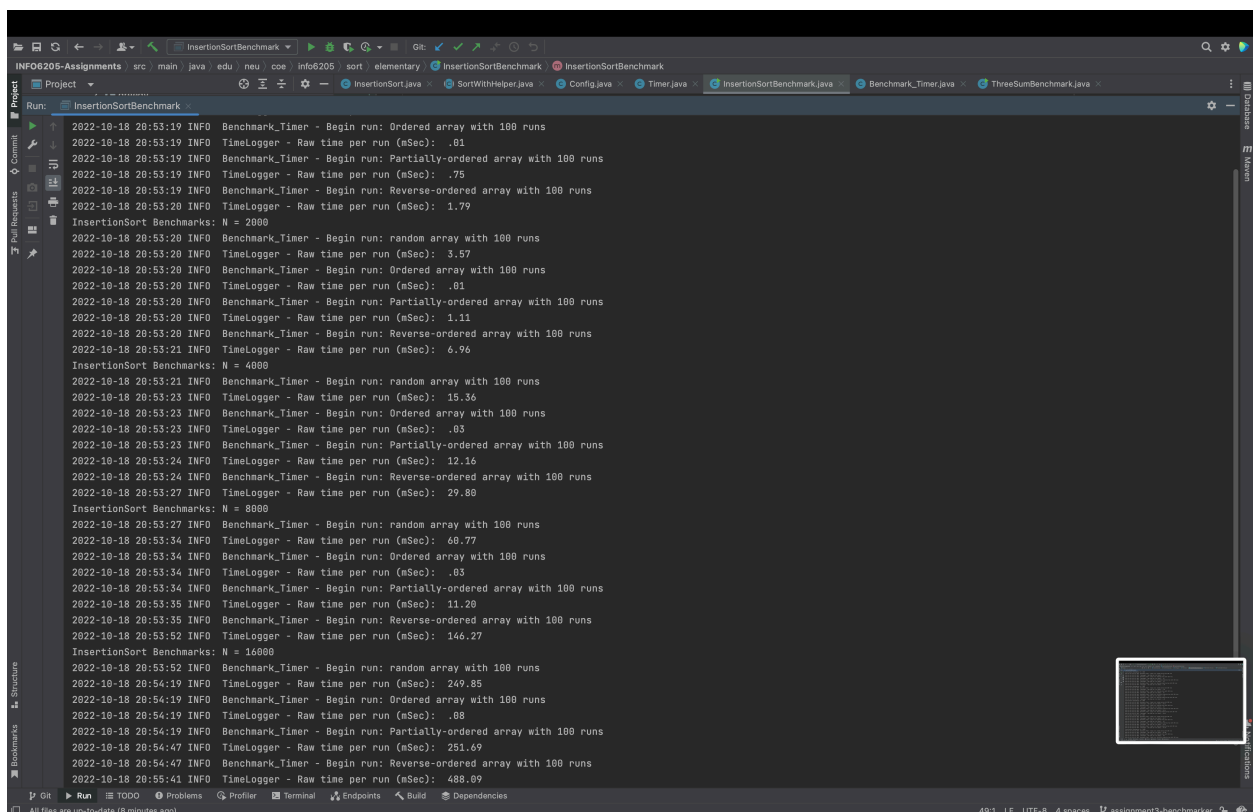 InsertionSortBenchmark
Git:
INFO6205-Assignments src main java edu neu coe info6205 sort elementary InsertionSortBenchmark InsertionSortBenchmark
Project InsertionSort.java SortWithHelper.java Config.java Timer.java InsertionSortBenchmark.java Benchmark_Timer.java ThreeSumBenchmark.java
Run: InsertionSortBenchmark
2022-10-18 20:53:19 INFO Benchmark_Timer - Begin run: Ordered array with 100 runs
2022-10-18 20:53:19 INFO TimeLogger - Raw time per run (mSec): .01
2022-10-18 20:53:19 INFO Benchmark_Timer - Begin run: Partially-ordered array with 100 runs
2022-10-18 20:53:19 INFO TimeLogger - Raw time per run (mSec): .75
2022-10-18 20:53:19 INFO Benchmark_Timer - Begin run: Reverse-ordered array with 100 runs
2022-10-18 20:53:20 INFO TimeLogger - Raw time per run (mSec): 1.79
InsertionSort Benchmarks: N = 2000
2022-10-18 20:53:20 INFO Benchmark_Timer - Begin run: random array with 100 runs
2022-10-18 20:53:20 INFO TimeLogger - Raw time per run (mSec): 3.57
2022-10-18 20:53:20 INFO Benchmark_Timer - Begin run: Ordered array with 100 runs
2022-10-18 20:53:20 INFO TimeLogger - Raw time per run (mSec): .01
2022-10-18 20:53:20 INFO Benchmark_Timer - Begin run: Partially-ordered array with 100 runs
2022-10-18 20:53:20 INFO TimeLogger - Raw time per run (mSec): 1.11
2022-10-18 20:53:20 INFO Benchmark_Timer - Begin run: Reverse-ordered array with 100 runs
2022-10-18 20:53:21 INFO TimeLogger - Raw time per run (mSec): 6.96
InsertionSort Benchmarks: N = 4000
2022-10-18 20:53:21 INFO Benchmark_Timer - Begin run: random array with 100 runs
2022-10-18 20:53:23 INFO TimeLogger - Raw time per run (mSec): 15.36
2022-10-18 20:53:23 INFO Benchmark_Timer - Begin run: Ordered array with 100 runs
2022-10-18 20:53:23 INFO TimeLogger - Raw time per run (mSec): .03
2022-10-18 20:53:23 INFO Benchmark_Timer - Begin run: Partially-ordered array with 100 runs
2022-10-18 20:53:24 INFO TimeLogger - Raw time per run (mSec): 12.16
2022-10-18 20:53:24 INFO Benchmark_Timer - Begin run: Reverse-ordered array with 100 runs
2022-10-18 20:53:27 INFO TimeLogger - Raw time per run (mSec): 29.80
InsertionSort Benchmarks: N = 8000
2022-10-18 20:53:27 INFO Benchmark_Timer - Begin run: random array with 100 runs
2022-10-18 20:53:34 INFO TimeLogger - Raw time per run (mSec): 60.77
2022-10-18 20:53:34 INFO Benchmark_Timer - Begin run: Ordered array with 100 runs
2022-10-18 20:53:34 INFO TimeLogger - Raw time per run (mSec): .03
2022-10-18 20:53:34 INFO Benchmark_Timer - Begin run: Partially-ordered array with 100 runs
2022-10-18 20:53:35 INFO TimeLogger - Raw time per run (mSec): 11.20
2022-10-18 20:53:35 INFO Benchmark_Timer - Begin run: Reverse-ordered array with 100 runs
2022-10-18 20:53:52 INFO TimeLogger - Raw time per run (mSec): 146.27
InsertionSort Benchmarks: N = 16000
2022-10-18 20:53:52 INFO Benchmark_Timer - Begin run: random array with 100 runs
2022-10-18 20:54:19 INFO TimeLogger - Raw time per run (mSec): 249.85
2022-10-18 20:54:19 INFO Benchmark_Timer - Begin run: Ordered array with 100 runs
2022-10-18 20:54:19 INFO TimeLogger - Raw time per run (mSec): .08
2022-10-18 20:54:19 INFO Benchmark_Timer - Begin run: Partially-ordered array with 100 runs
2022-10-18 20:54:47 INFO TimeLogger - Raw time per run (mSec): 251.69
2022-10-18 20:54:47 INFO Benchmark_Timer - Begin run: Reverse-ordered array with 100 runs
2022-10-18 20:55:41 INFO TimeLogger - Raw time per run (mSec): 488.09
Project
Commit
Pull Requests
Structure
Bookmarks
Database
Maven
Notifications
Git Run TODO Problems Profiler Terminal Endpoints Build Dependencies
All files are up-to-date (8 minutes ago) 49:1 LF UTF-8 4 spaces assignment3-benchmarker